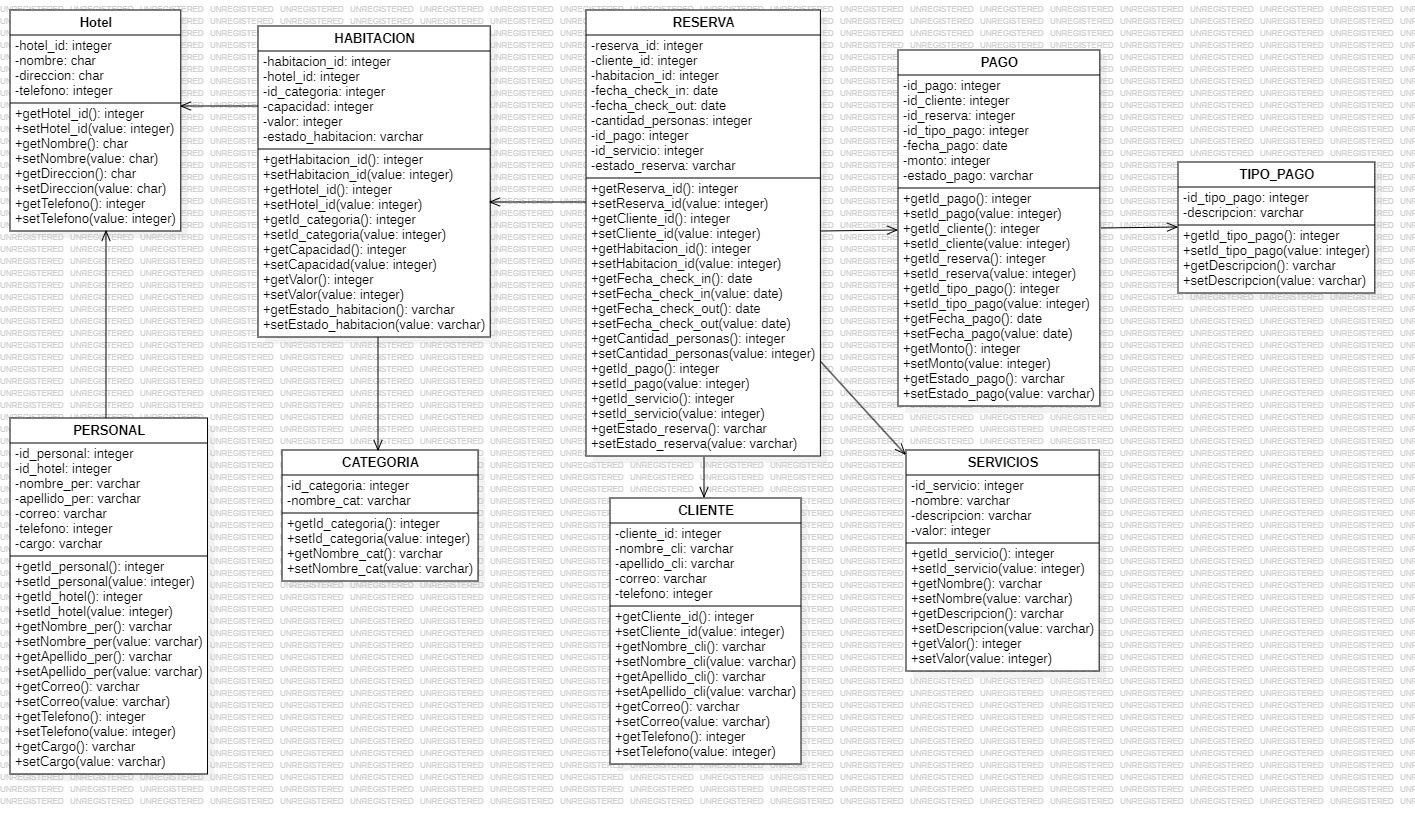 Hotel
-hotel_id: integer
-nombre: char
-direccion: char
-telefono: integer
+getHotel_id(): integer
+setHotel_id(value: integer)
+getNombre(): char
+setNombre(value: char)
+getDireccion(): char
+setDireccion(value: char)
+getTelefono(): integer
+setTelefono(value: integer)
HABITACION
-habitacion_id: integer
-hotel_id: integer
-id_categoria: integer
-capacidad: integer
-valor: integer
-estado_habitacion: varchar
+getHabitacion_id(): integer
+setHabitacion_id(value: integer)
+getHotel_id(): integer
+setHotel_id(value: integer)
+getId_categoria(): integer
+setId_categoria(value: integer)
+getCapacidad(): integer
+setCapacidad(value: integer)
+getValor(): integer
+setValor(value: integer)
+getEstado_habitacion(): varchar
+setEstado_habitacion(value: varchar)
RESERVA
-reserva_id: integer
-cliente_id: integer
-habitacion_id: integer
-fecha_check_in: date
-fecha_check_out: date
-cantidad_personas: integer
-id_pago: integer
-id_servicio: integer
-estado_reserva: varchar
+getReserva_id(): integer
+setReserva_id(value: integer)
+getCliente_id(): integer
+setCliente_id(value: integer)
+getHabitacion_id(): integer
+setHabitacion_id(value: integer)
+getFecha_check_in(): date
+setFecha_check_in(value: date)
+getFecha_check_out(): date
+setFecha_check_out(value: date)
+getCantidad_personas(): integer
+setCantidad_personas(value: integer)
+getId_pago(): integer
+setId_pago(value: integer)
+getId_servicio(): integer
+setId_servicio(value: integer)
+getEstado_reserva(): varchar
+setEstado_reserva(value: varchar)
PAGO
-id_pago: integer
-id_cliente: integer
-id_reserva: integer
-id_tipo_pago: integer
-fecha_pago: date
-monto: integer
-estado_pago: varchar
+getId_pago(): integer
+setId_pago(value: integer)
+getId_cliente(): integer
+setId_cliente(value: integer)
+getId_reserva(): integer
+setId_reserva(value: integer)
+getId_tipo_pago(): integer
+setId_tipo_pago(value: integer)
+getFecha_pago(): date
+setFecha_pago(value: date)
+getMonto(): integer
+setMonto(value: integer)
+getEstado_pago(): varchar
+setEstado_pago(value: varchar)
TIPO_PAGO
-id_tipo_pago: integer
-descripcion: varchar
+getId_tipo_pago(): integer
+setId_tipo_pago(value: integer)
+getDescripcion(): varchar
+setDescripcion(value: varchar)
PERSONAL
-id_personal: integer
-id_hotel: integer
-nombre_per: varchar
-apellido_per: varchar
-correo: varchar
-telefono: integer
-cargo: varchar
+getId_personal(): integer
+setId_personal(value: integer)
+getId_hotel(): integer
+setId_hotel(value: integer)
+getNombre_per(): varchar
+setNombre_per(value: varchar)
+getApellido_per(): varchar
+setApellido_per(value: varchar)
+getCorreo(): varchar
+setCorreo(value: varchar)
+getTelefono(): integer
+setTelefono(value: integer)
+getCargo(): varchar
+setCargo(value: varchar)
CATEGORIA
-id_categoria: integer
-nombre_cat: varchar
+getId_categoria(): integer
+setId_categoria(value: integer)
+getNombre_cat(): varchar
+setNombre_cat(value: varchar)
CLIENTE
-cliente_id: integer
-nombre_cli: varchar
-apellido_cli: varchar
-correo: varchar
-telefono: integer
+getCliente_id(): integer
+setCliente_id(value: integer)
+getNombre_cli(): varchar
+setNombre_cli(value: varchar)
+getApellido_cli(): varchar
+setApellido_cli(value: varchar)
+getCorreo(): varchar
+setCorreo(value: varchar)
+getTelefono(): integer
+setTelefono(value: integer)
SERVICIOS
-id_servicio: integer
-nombre: varchar
-descripcion: varchar
-valor: integer
+getId_servicio(): integer
+setId_servicio(value: integer)
+getNombre(): varchar
+setNombre(value: varchar)
+getDescripcion(): varchar
+setDescripcion(value: varchar)
+getValor(): integer
+setValor(value: integer)
UNREGISTERED